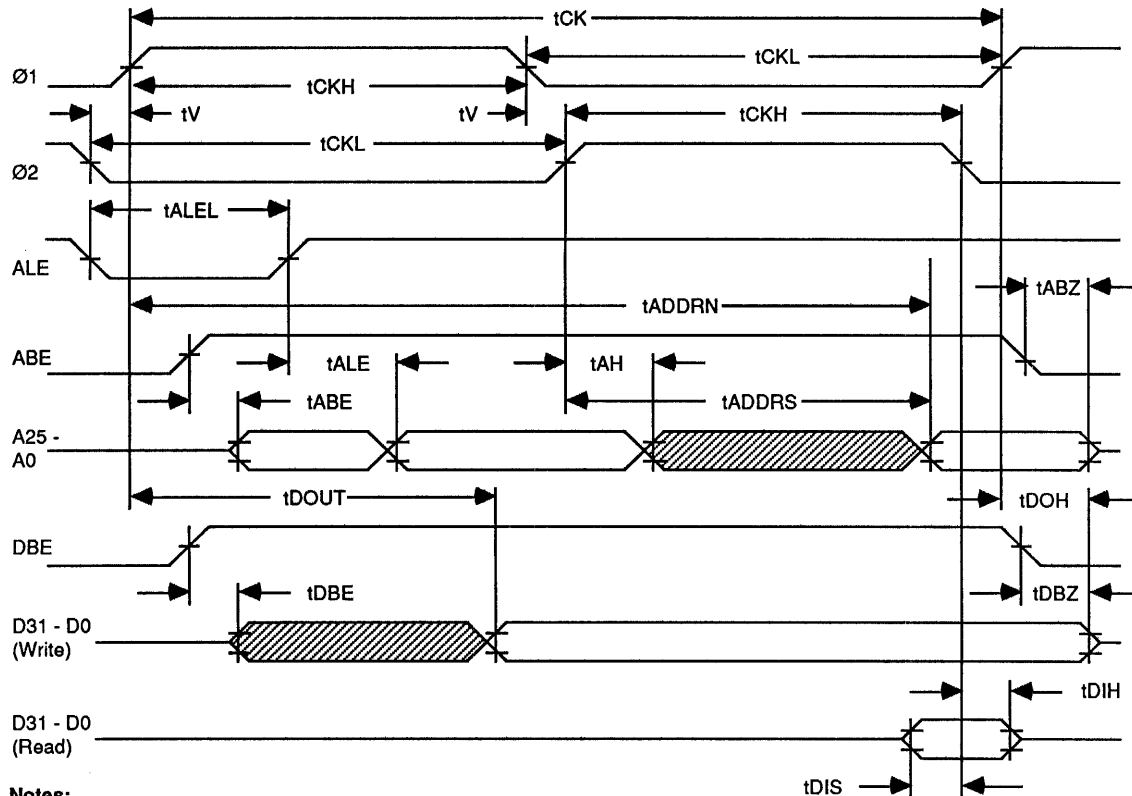 tCK
Ø1
tCKL
tCKH
tV
tV
tCKH
tCKL
Ø2
tALEL
ALE
tABZ
tADDRN
ABE
tALE
tAH
tABE
tADDRS
A25 -
A0
tDOUT
tDOH
DBE
tDBE
tDBZ
D31 - D0
(Write)
tDIH
D31 - D0
(Read)
tDIS
Notes: